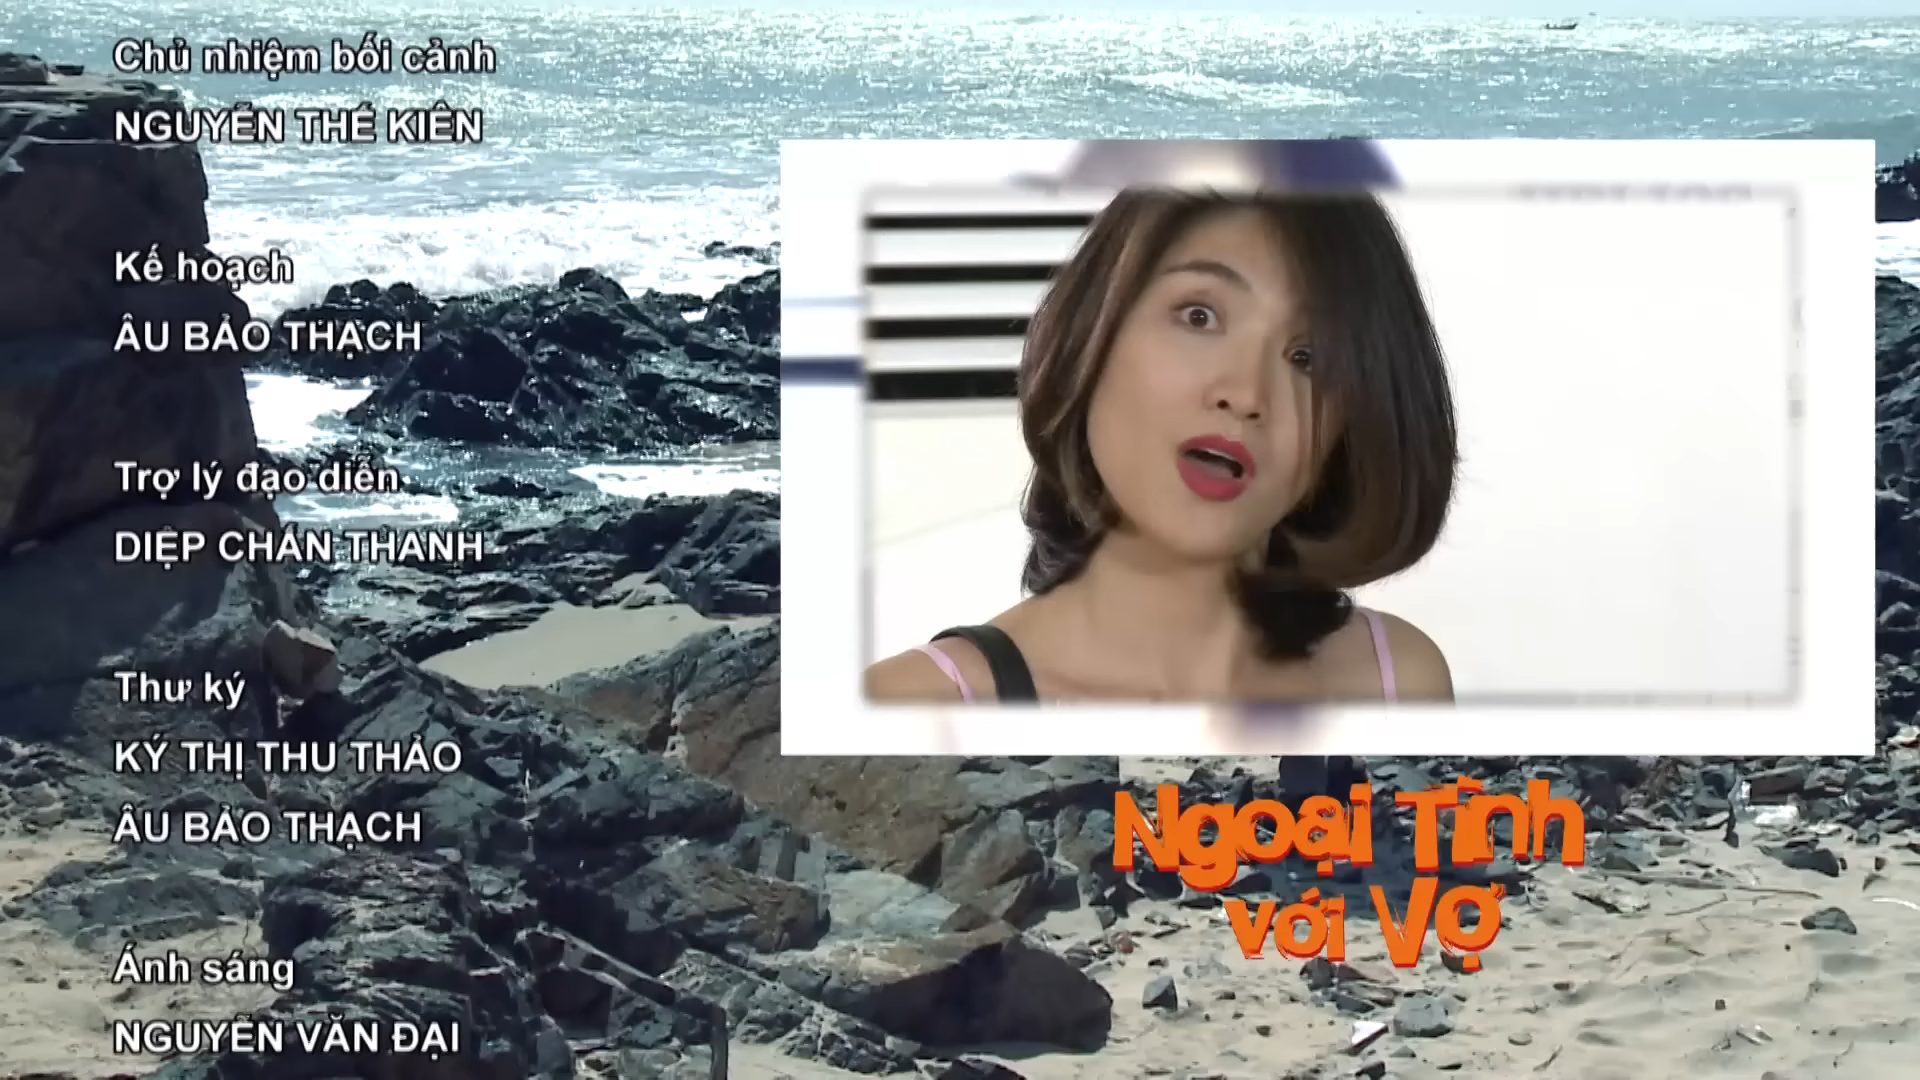 Chủ nhiệm bối cảnh
NGUYỄN THẾ KIÊN
Kế hoạch
ÂU BẢO THẠCH
Trợ lý đạo diễn
DIỆP CHẤN THANH
Thư ký
KÝ THỊ THU THẢO
ÂU BẢO THẠCH
Ánh sáng
NGUYỄN VĂN ĐẠI
Ngoại Tình
với Vợ